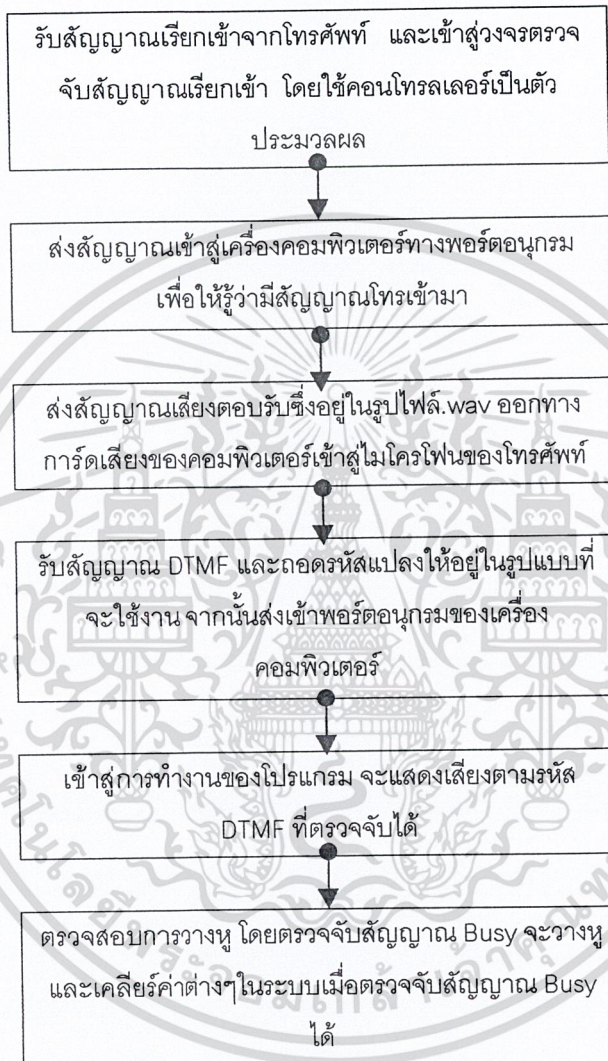 รับสัญญาณเรียกเข้าจากโทรศัพท์ และเข้าสู่วงจรตรวจ
จับสัญญาณเรียกเข้า โดยใช้คอนโทรลเลอร์เป็นตัว
ประมวลผล
ส่งสัญญาณเข้าสู่เครื่องคอมพิวเตอร์ทางพอร์ตอนุกรม
เพื่อให้รู้ว่ามีสัญญาณโทรเข้ามา
ส่งสัญญาณเสียงตอบรับซึ่งอยู่ในรูปไฟล์.wav ออกทาง
การ์ดเสียงของคอมพิวเตอร์เข้าสู่ไมโครโฟนของโทรศัพท์
รับสัญญาณ DTMF และถอดรหัสแปลงให้อยู่ในรูปแบบที่
จะใช้งาน จากนั้นส่งเข้าพอร์ตอนุกรมของเครื่อง
คอมพิวเตอร์
เข้าสู่การทำงานของโปรแกรม จะแสดงเสียงตามรหัส
DTMF ที่ตรวจจับได้
ตรวจสอบการวางหู โดยตรวจจับสัญญาณ Busy จะวางหู
และเคลียร์ค่าต่างๆในระบบเมื่อตรวจจับสัญญาณ Busy
ได้